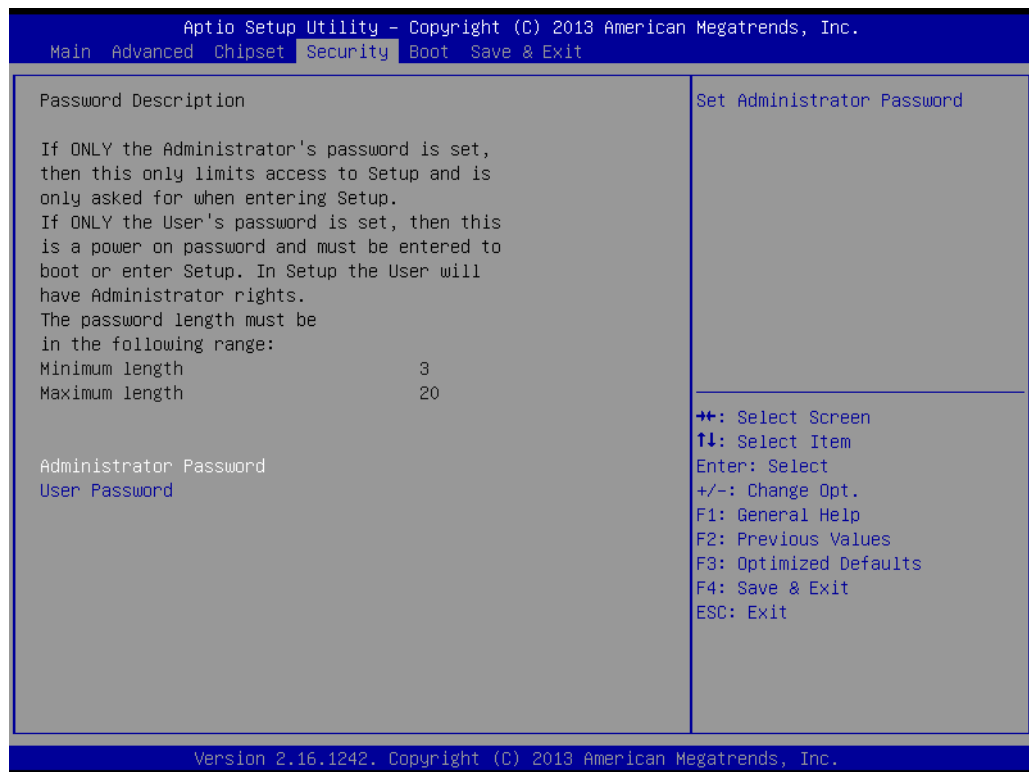 Aptio Setup Utility – Copyright (C) 2013 American Megatrends, Inc.
Main Advanced Chipset Security Boot Save & Exit
Password Description
If ONLY the Administrator's password is set,
then this only limits access to Setup and is
only asked for when entering Setup.
If ONLY the User's password is set, then this
is a power on password and must be entered to
boot or enter Setup. In Setup the User will
have Administrator rights.
The password length must be
in the following range:
Minimum length 3
Maximum length 20
Administrator Password
User Password
Set Administrator Password
→←: Select Screen
↑↓: Select Item
Enter: Select
+/-: Change Opt.
F1: General Help
F2: Previous Values
F3: Optimized Defaults
F4: Save & Exit
ESC: Exit
Version 2.16.1242. Copyright (C) 2013 American Megatrends, Inc.